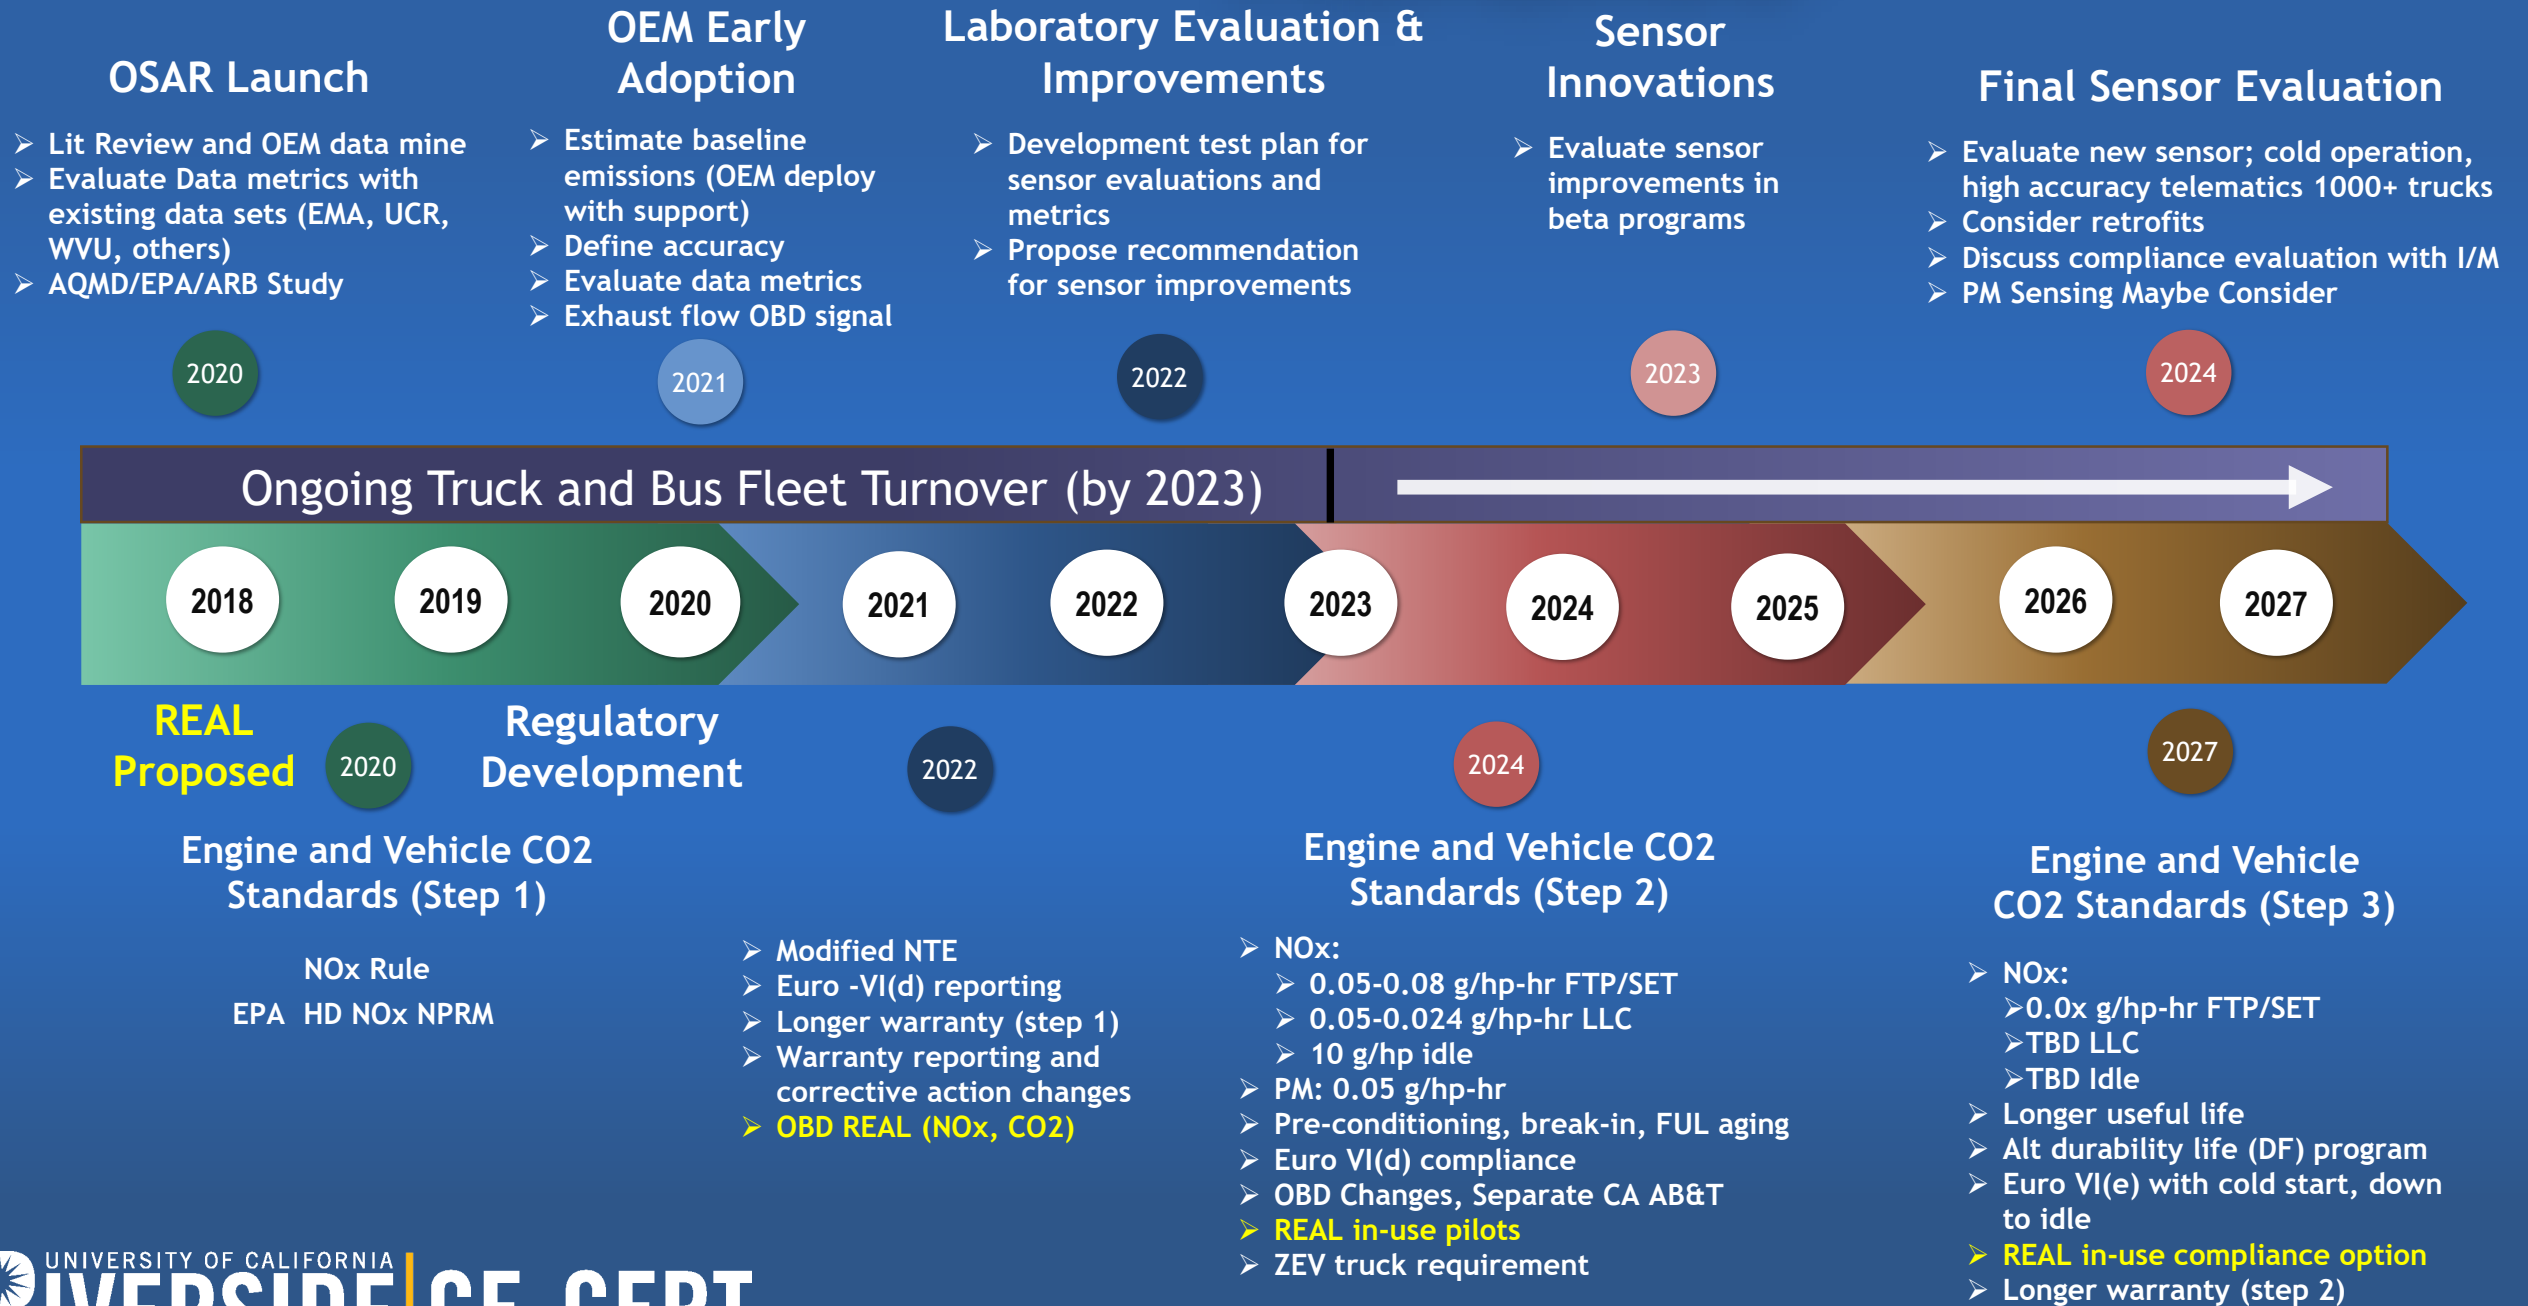 OSAR Launch
➢ Lit Review and OEM data mine
➢ Evaluate Data metrics with
existing data sets (EMA, UCR,
WVU, others)
➢ AQMD/EPA/ARB Study
2020
OEM Early
Adoption
➢ Estimate baseline
emissions (OEM deploy
with support)
➢ Define accuracy
➢ Evaluate data metrics
➢ Exhaust flow OBD signal
2021
Laboratory Evaluation &
Improvements
➢ Development test plan for
sensor evaluations and
metrics
➢ Propose recommendation
for sensor improvements
2022
Sensor
Innovations
➢ Evaluate sensor
improvements in
beta programs
2023
Final Sensor Evaluation
➢ Evaluate new sensor; cold operation,
high accuracy telematics 1000+ trucks
➢ Consider retrofits
➢ Discuss compliance evaluation with I/M
➢ PM Sensing Maybe Consider
2024
Ongoing Truck and Bus Fleet Turnover (by 2023)
2018
2019
2020
2021
2022
2023
2024
2025
2026
2027
REAL
Proposed
2020
Regulatory
Development
Engine and Vehicle CO2
Standards (Step 1)
NOx Rule
EPA HD NOx NPRM
2022
➢ Modified NTE
➢ Euro -VI(d) reporting
➢ Longer warranty (step 1)
➢ Warranty reporting and
corrective action changes
➢ OBD REAL (NOx, CO2)
2024
Engine and Vehicle CO2
Standards (Step 2)
➢ NOx:
➢ 0.05-0.08 g/hp-hr FTP/SET
➢ 0.05-0.024 g/hp-hr LLC
➢ 10 g/hp idle
➢ PM: 0.05 g/hp-hr
➢ Pre-conditioning, break-in, FUL aging
➢ Euro VI(d) compliance
➢ OBD Changes, Separate CA AB&T
➢ REAL in-use pilots
➢ ZEV truck requirement
2027
Engine and Vehicle
CO2 Standards (Step 3)
➢ NOx:
➢0.0x g/hp-hr FTP/SET
➢TBD LLC
➢TBD Idle
➢ Longer useful life
➢ Alt durability life (DF) program
➢ Euro VI(e) with cold start, down
to idle
➢ REAL in-use compliance option
➢ Longer warranty (step 2)
UNIVERSITY OF CALIFORNIA
RIVERSIDE CE-CERT